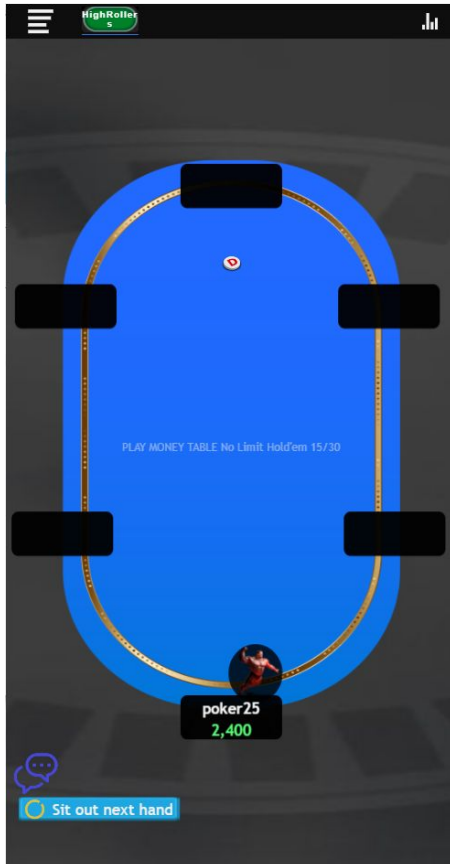 HighRoller
s
D
PLAY MONEY TABLE No Limit Hold'em 15/30
poker25
2,400
Sit out next hand